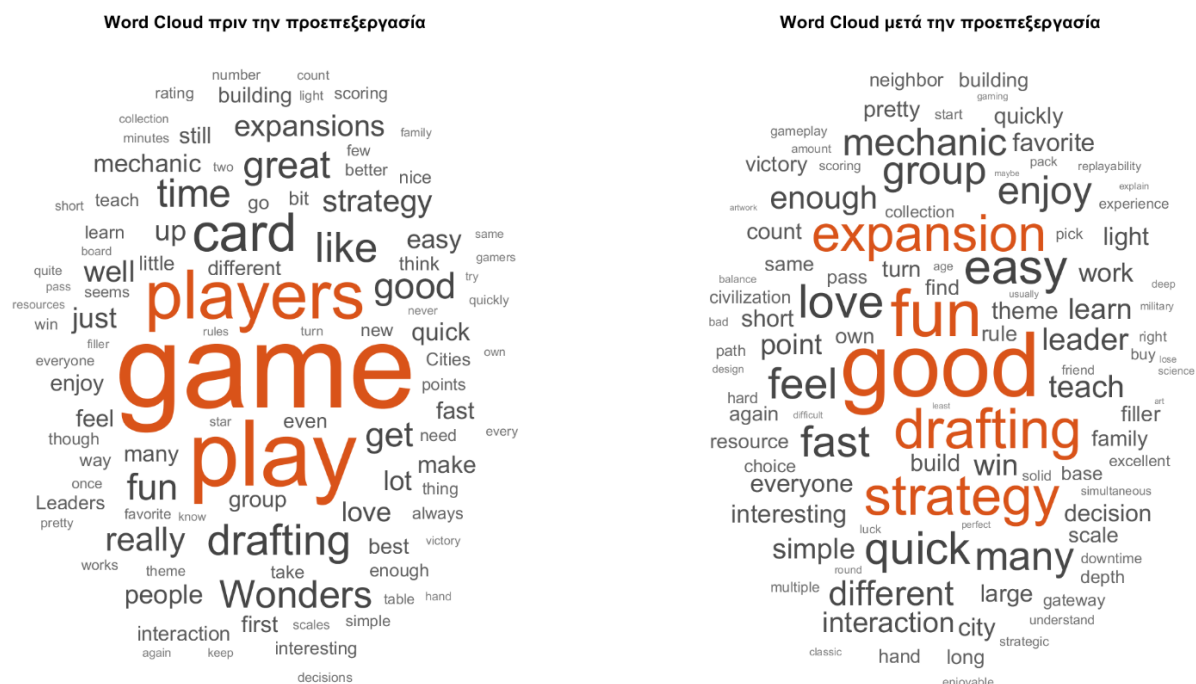 Word Cloud πριν την προεπεξεργασία
number count
rating building light scoring
collection
minutes still expansions family
mechanic two great few better nice
short teach time go bit strategy
learn up card like easy same
board
quite well little different think gamers
pass seems players good try
resources never quickly
win just rules turn new quick
filler game Cities own
everyone
enjoy points
feel star even fast
though play get need every
way many make
once fun lot thing
Leaders group
pretty favorite know love always
really drafting best victory
works theme take enough
people Wonders table hand
first scales simple
interaction
again keep interesting
decisions
Word Cloud μετά την προεπεξεργασία
neighbor building
gaming
pretty start quickly
gameplay mechanic favorite
amount
victory scoring group pack replayability
maybe
enough enjoy explain
artwork collection experience
count expansion pick light
same turn age easy work
balance pass find deep
civilization love usually
bad short fun theme learn military
point own rule leader right
path buy lose
design good friend science
hard feel teach
again difficult least art filler
resource fast drafting family
choice build win solid base excellent
everyone strategy simultaneous
interesting decision
luck perfect scale
simple quick many downtime
round depth
multiple different large gateway
interaction city understand
strategic
classic hand long
enjoyable